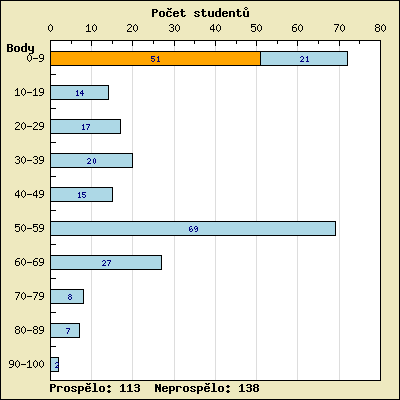 Počet studentů
0 10 20 30 40 50 60 70 80
Body
0-9 51 21
10-19 14
20-29 17
30-39 20
40-49 15
50-59 69
60-69 27
70-79 8
80-89 7
90-100 2
Prospělo: 113 Neprospělo: 138